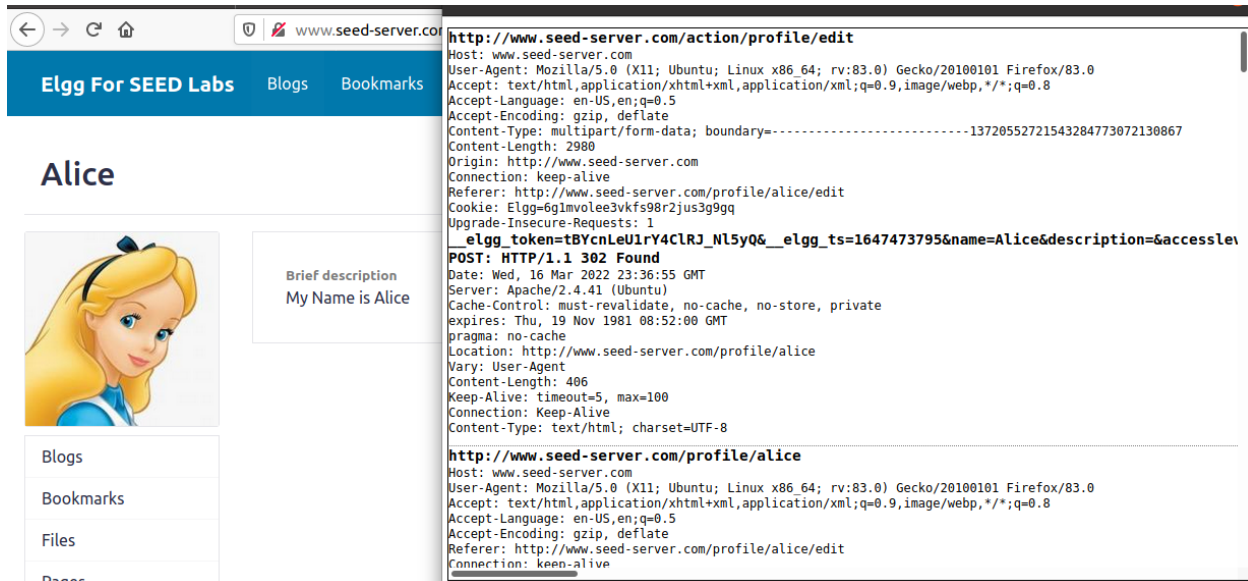 www.seed-server.con
Elgg For SEED Labs Blogs Bookmarks
Alice
Brief description
My Name is Alice
Blogs
Bookmarks
Files
Pages
http://www.seed-server.com/action/profile/edit
Host: www.seed-server.com
User-Agent: Mozilla/5.0 (X11; Ubuntu; Linux x86_64; rv:83.0) Gecko/20100101 Firefox/83.0
Accept: text/html,application/xhtml+xml,application/xml;q=0.9,image/webp,*/*;q=0.8
Accept-Language: en-US,en;q=0.5
Accept-Encoding: gzip, deflate
Content-Type: multipart/form-data; boundary=---------------------------13720552721543284773072130867
Content-Length: 2980
Origin: http://www.seed-server.com
Connection: keep-alive
Referer: http://www.seed-server.com/profile/alice/edit
Cookie: Elgg=6g1mvolee3vkfs98r2jus3g9gq
Upgrade-Insecure-Requests: 1
__elgg_token=tBYcnLeU1rY4ClRJ_Nl5yQ&__elgg_ts=1647473795&name=Alice&description=&accesslev
POST: HTTP/1.1 302 Found
Date: Wed, 16 Mar 2022 23:36:55 GMT
Server: Apache/2.4.41 (Ubuntu)
Cache-Control: must-revalidate, no-cache, no-store, private
expires: Thu, 19 Nov 1981 08:52:00 GMT
pragma: no-cache
Location: http://www.seed-server.com/profile/alice
Vary: User-Agent
Content-Length: 406
Keep-Alive: timeout=5, max=100
Connection: Keep-Alive
Content-Type: text/html; charset=UTF-8
http://www.seed-server.com/profile/alice
Host: www.seed-server.com
User-Agent: Mozilla/5.0 (X11; Ubuntu; Linux x86_64; rv:83.0) Gecko/20100101 Firefox/83.0
Accept: text/html,application/xhtml+xml,application/xml;q=0.9,image/webp,*/*;q=0.8
Accept-Language: en-US,en;q=0.5
Accept-Encoding: gzip, deflate
Referer: http://www.seed-server.com/profile/alice/edit
Connection: keep-alive